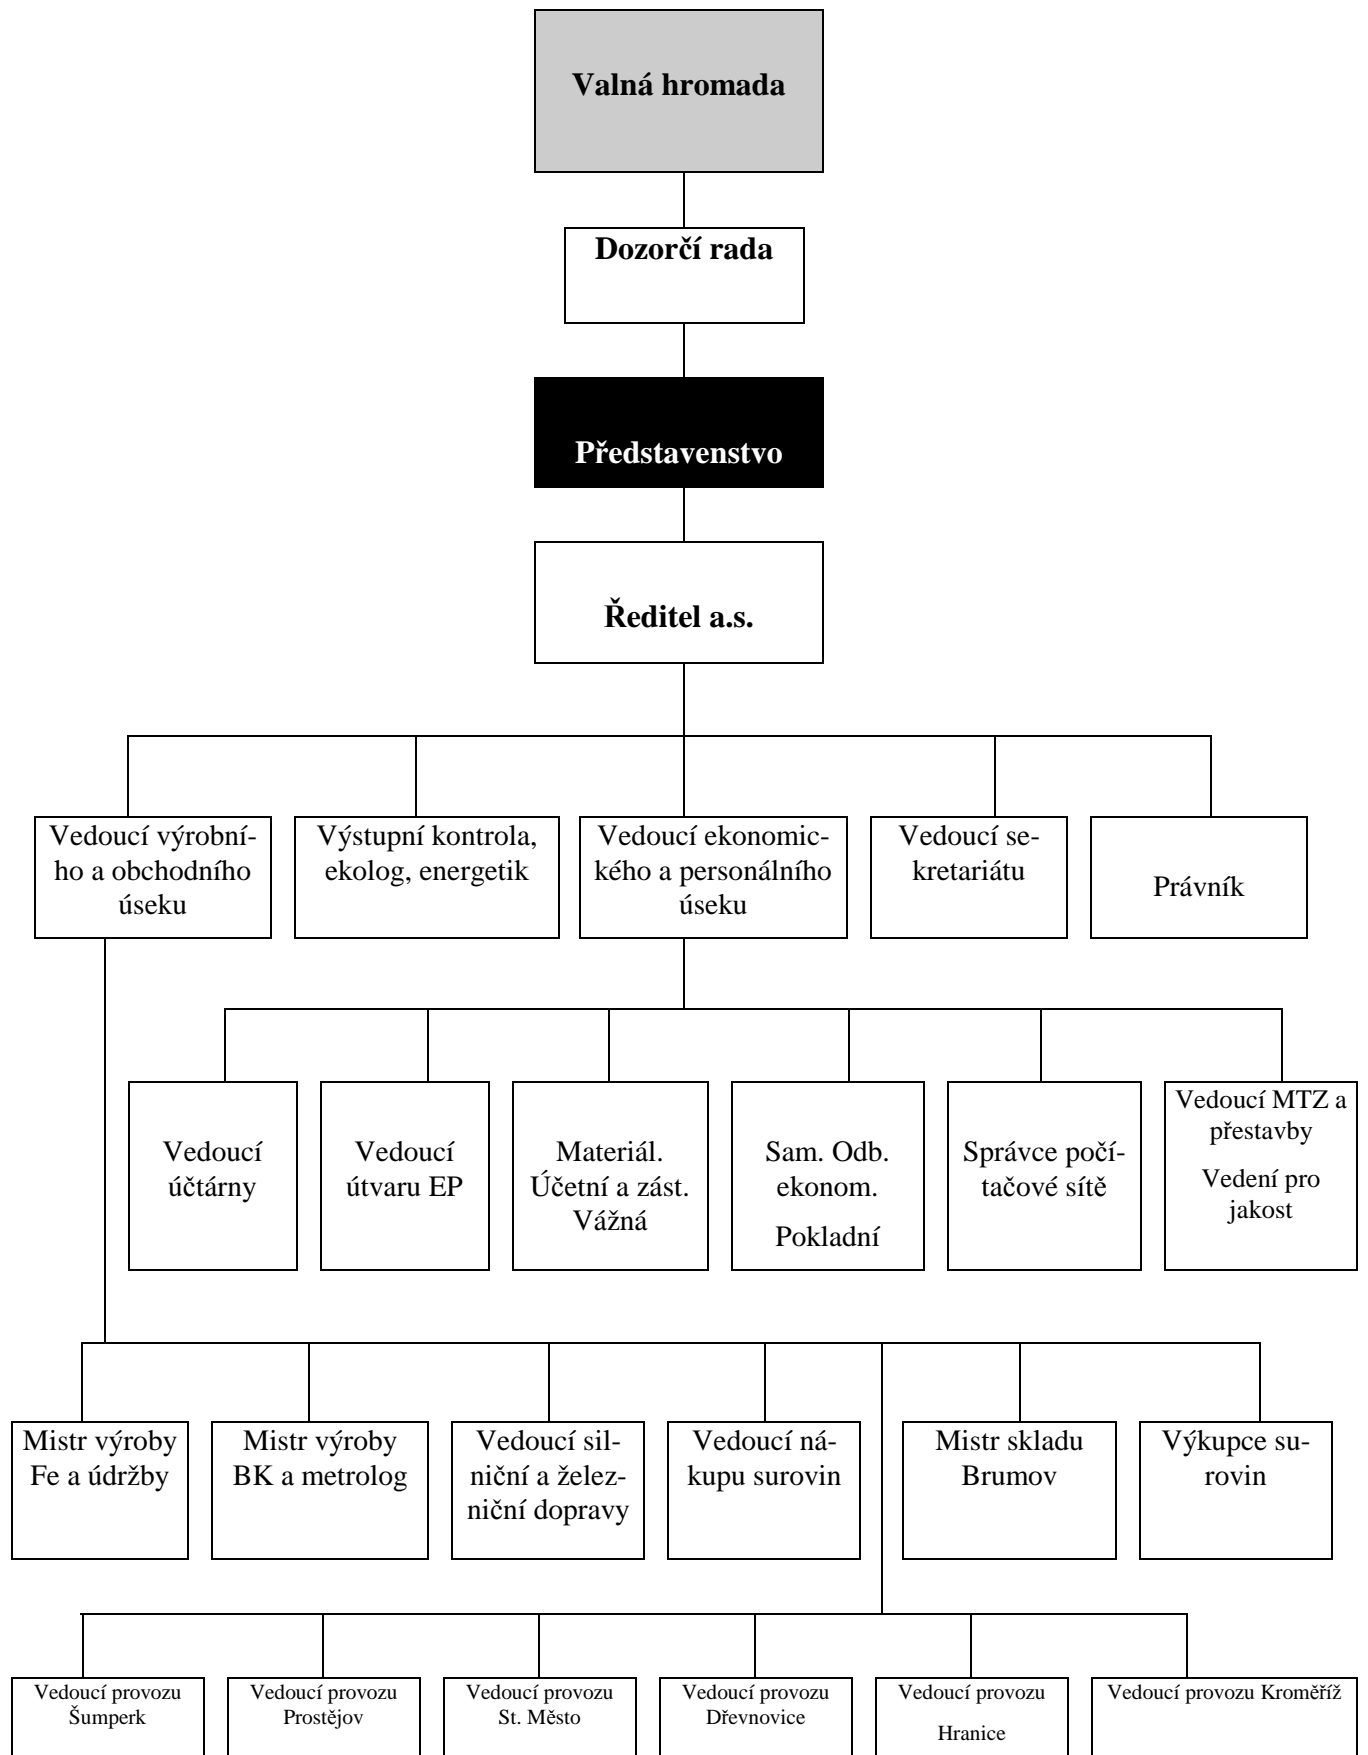 Valná hromada
Dozorčí rada
Představenstvo
Ředitel a.s.
Vedoucí výrobní-
ho a obchodního
úseku
Výstupní kontrola,
ekolog, energetik
Vedoucí ekonomic-
kého a personálního
úseku
Vedoucí se-
kretariátu
Právník
Vedoucí
účtárny
Vedoucí
útvaru EP
Materiál.
Účetní a zást.
Vážná
Sam. Odb.
ekonom.
Pokladní
Správce počí-
tačové sítě
Vedoucí MTZ a
přestavby
Vedení pro
jakost
Mistr výroby
Fe a údržby
Mistr výroby
BK a metrolog
Vedoucí sil-
niční a želez-
niční dopravy
Vedoucí ná-
kupu surovin
Mistr skladu
Brumov
Výkupce su-
rovin
Vedoucí provozu
Šumperk
Vedoucí provozu
Prostějov
Vedoucí provozu
St. Město
Vedoucí provozu
Dřevnovice
Vedoucí provozu
Hranice
Vedoucí provozu Kroměříž